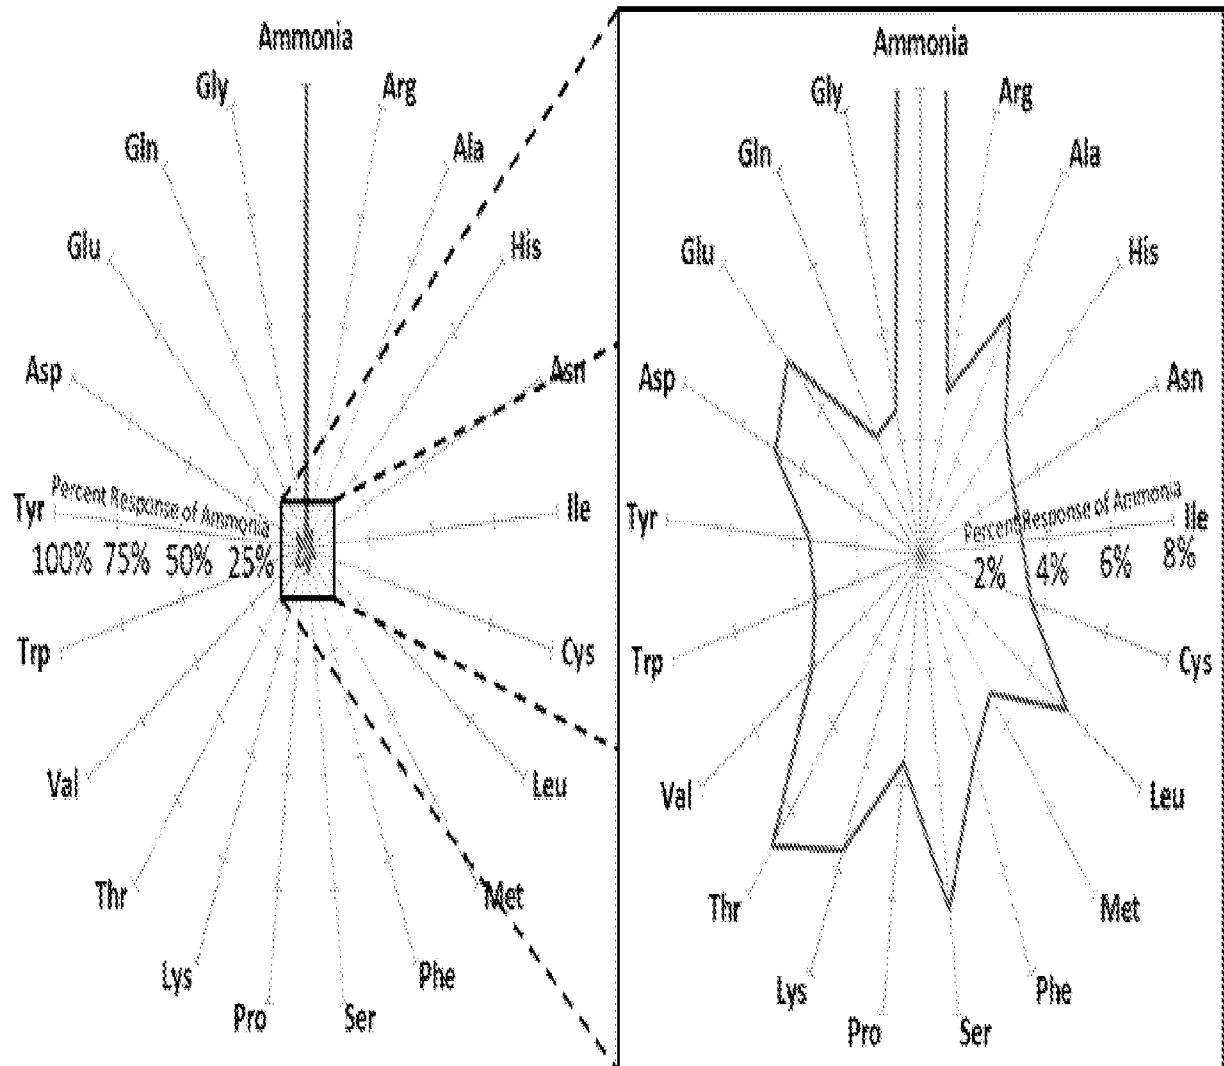 Ammonia
Gly
Arg
Gln
Ala
Glu
His
Asp
Asn
Percent Response of Ammonia
Tyr
Ile
100% 75% 50% 25%
Trp
Cys
Val
Leu
Thr
Met
Lys
Phe
Pro
Ser
Ammonia
Gly
Arg
Gln
Ala
Glu
His
Asp
Asn
Percent Response of Ammonia
Tyr
Ile
2% 4% 6% 8%
Trp
Cys
Val
Leu
Thr
Met
Lys
Phe
Pro
Ser